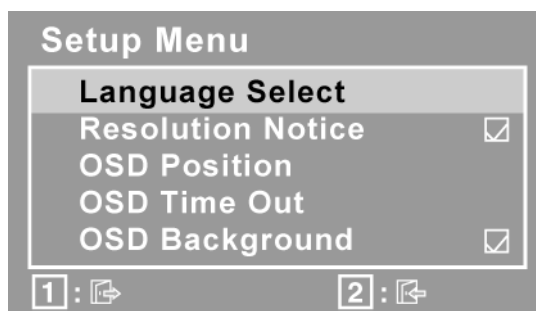 Setup Menu
Language Select
Resolution Notice
OSD Position
OSD Time Out
OSD Background
1 : 2 :